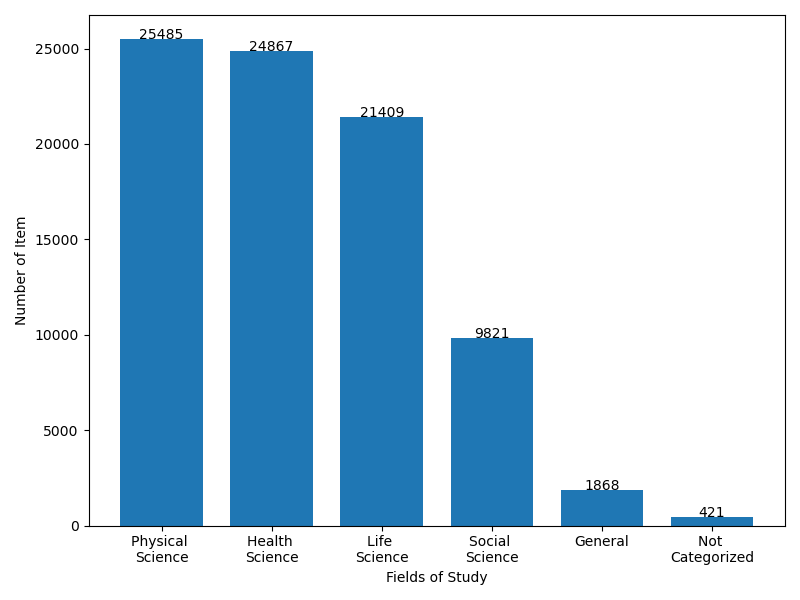 25485
24867
21409
9821
1868
421
25000
20000
15000
10000
5000
0
Number of Item
Physical
Science
Health
Science
Life
Science
Social
Science
General
Not
Categorized
Fields of Study